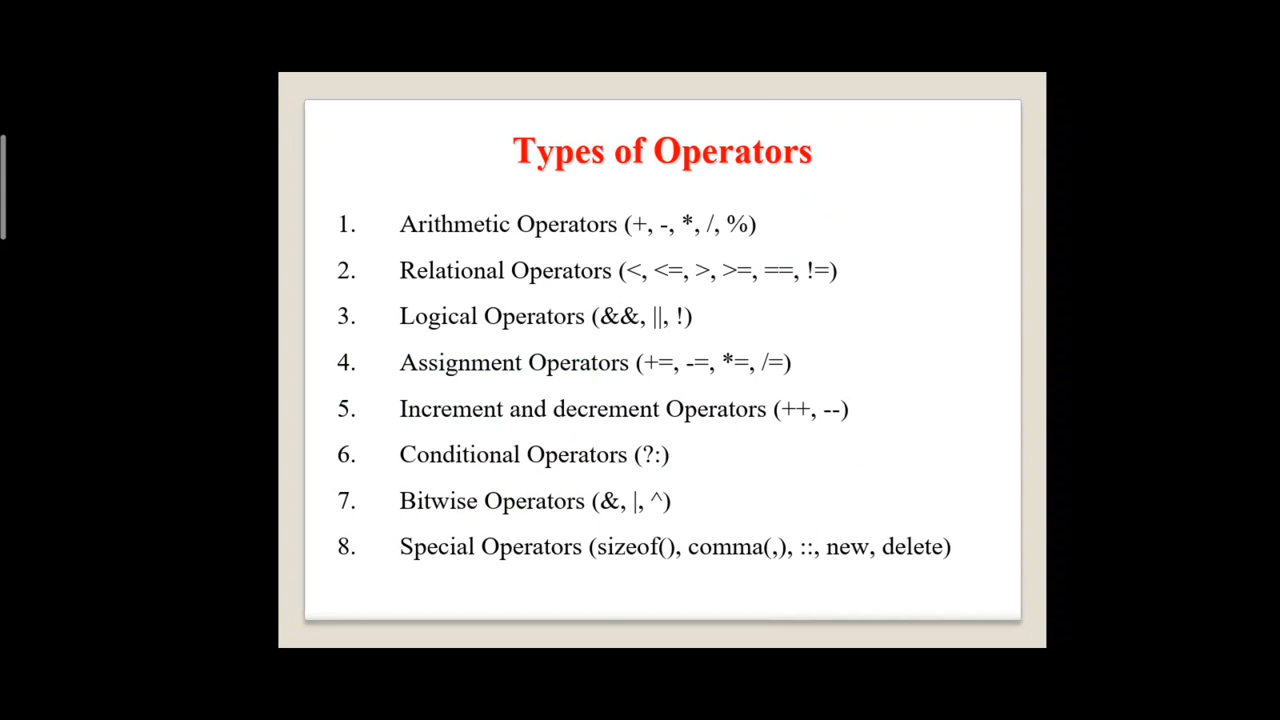 Types of Operators
1. Arithmetic Operators (+, -, *, /, %)
2. Relational Operators (<, <=, >, >=, ==, !=)
3. Logical Operators (&&, ||, !)
4. Assignment Operators (+=, -=, *=, /=)
5. Increment and decrement Operators (++, --)
6. Conditional Operators (?:)
7. Bitwise Operators (&, |, ^)
8. Special Operators (sizeof(), comma(,), ::, new, delete)